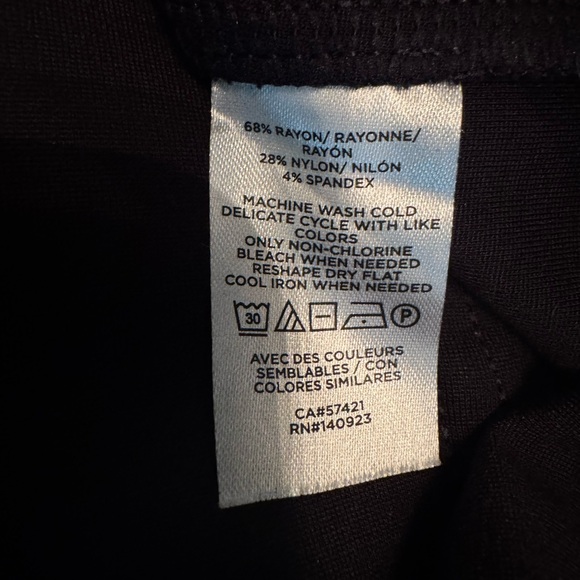 68% RAYON/ RAYONNE/
RAYÓN
28% NYLON/ NILÓN
4% SPANDEX
MACHINE WASH COLD
DELICATE CYCLE WITH LIKE
COLORS
ONLY NON-CHLORINE
BLEACH WHEN NEEDED
RESHAPE DRY FLAT
COOL IRON WHEN NEEDED
30 P
AVEC DES COULEURS
SEMBLABLES / CON
COLORES SIMILARES
CA#57421
RN#140923